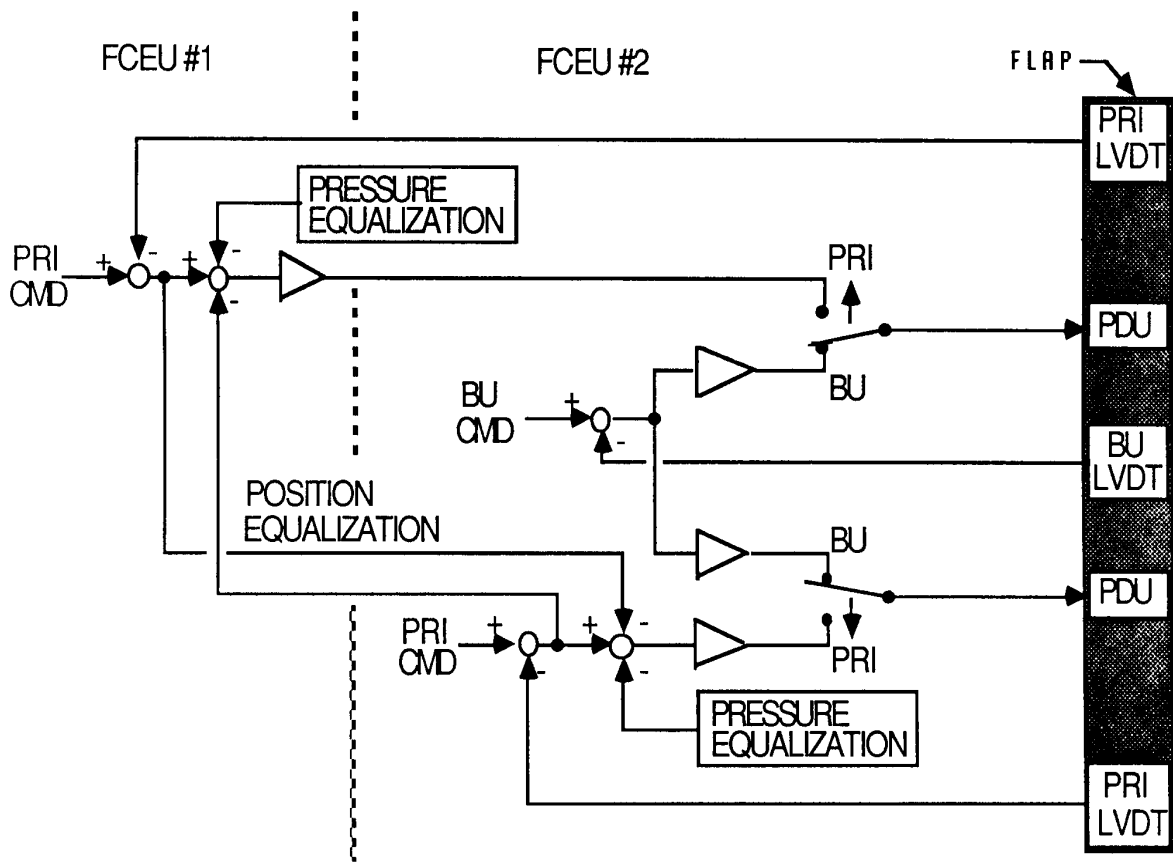 FCEU #1
FCEU #2
FLAP
PRI
LVDT
PRESSURE
EQUALIZATION
-
-
PRI
CMD
+
+
-
PRI
PDU
BU
BU
CMD
+
-
BU
LVDT
POSITION
EQUALIZATION
BU
PDU
PRI
CMD
+
+
-
-
-
PRI
PRESSURE
EQUALIZATION
PRI
LVDT